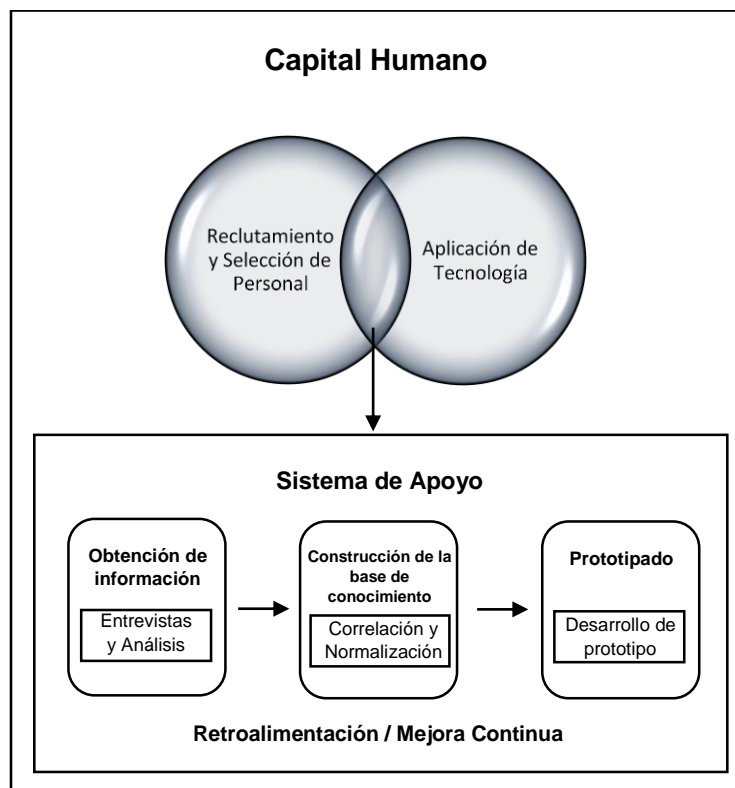 Capital Humano
Reclutamiento
y Selección de
Personal
Aplicación de
Tecnología
Sistema de Apoyo
Obtención de
información
Entrevistas
y Análisis
Construcción de la
base de
conocimiento
Correlación y
Normalización
Prototipado
Desarrollo de
prototipo
Retroalimentación / Mejora Continua